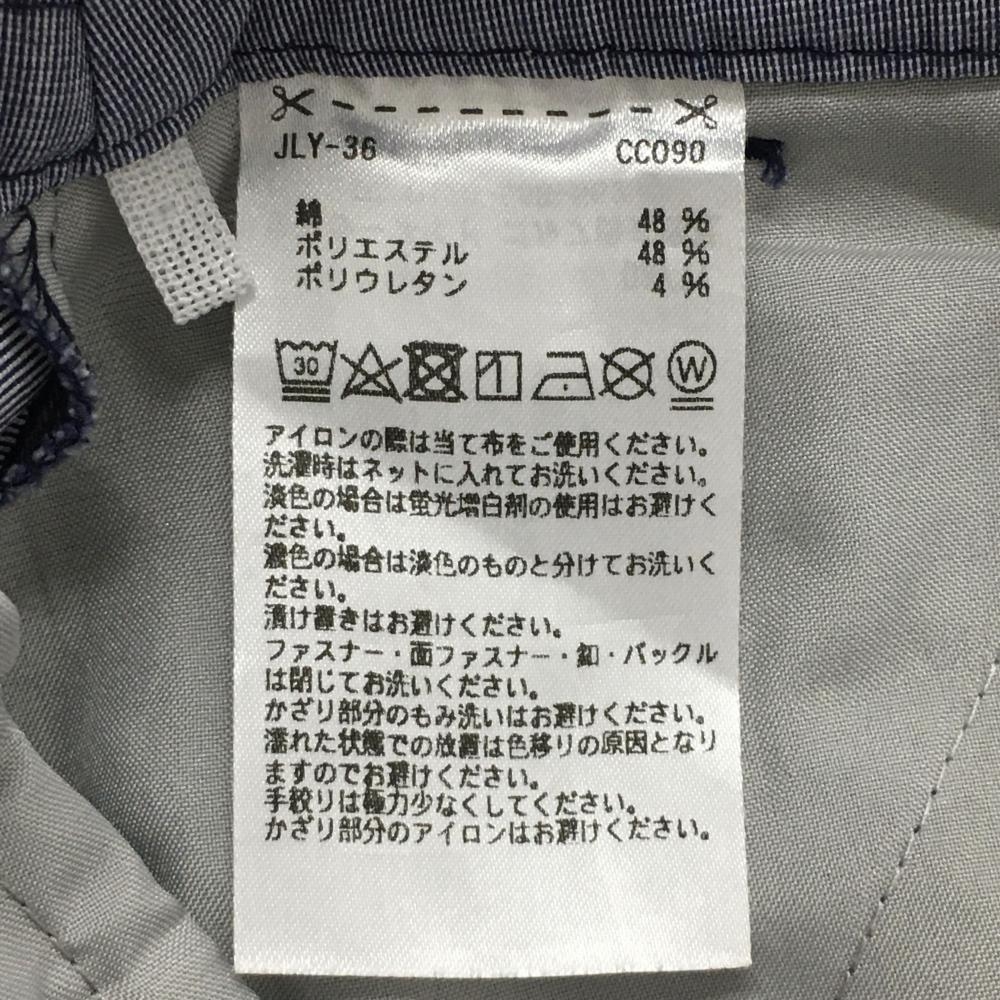 JLY-36 CC090
綿 48 %
ポリエステル 48 %
ポリウレタン 4 %
30 W
アイロンの際は当て布をご使用ください。
洗濯時はネットに入れてお洗いください。
淡色の場合は蛍光増白剤の使用はお避けく
ださい。
濃色の場合は淡色のものと分けてお洗いく
ださい。
漬け置きはお避けください。
ファスナー・面ファスナー・釦・バックル
は閉じてお洗いください。
かざり部分のもみ洗いはお避けください。
濡れた状態での放置は色移りの原因となり
ますのでお避けください。
手絞りは極力少なくしてください。
かざり部分のアイロンはお避けください。